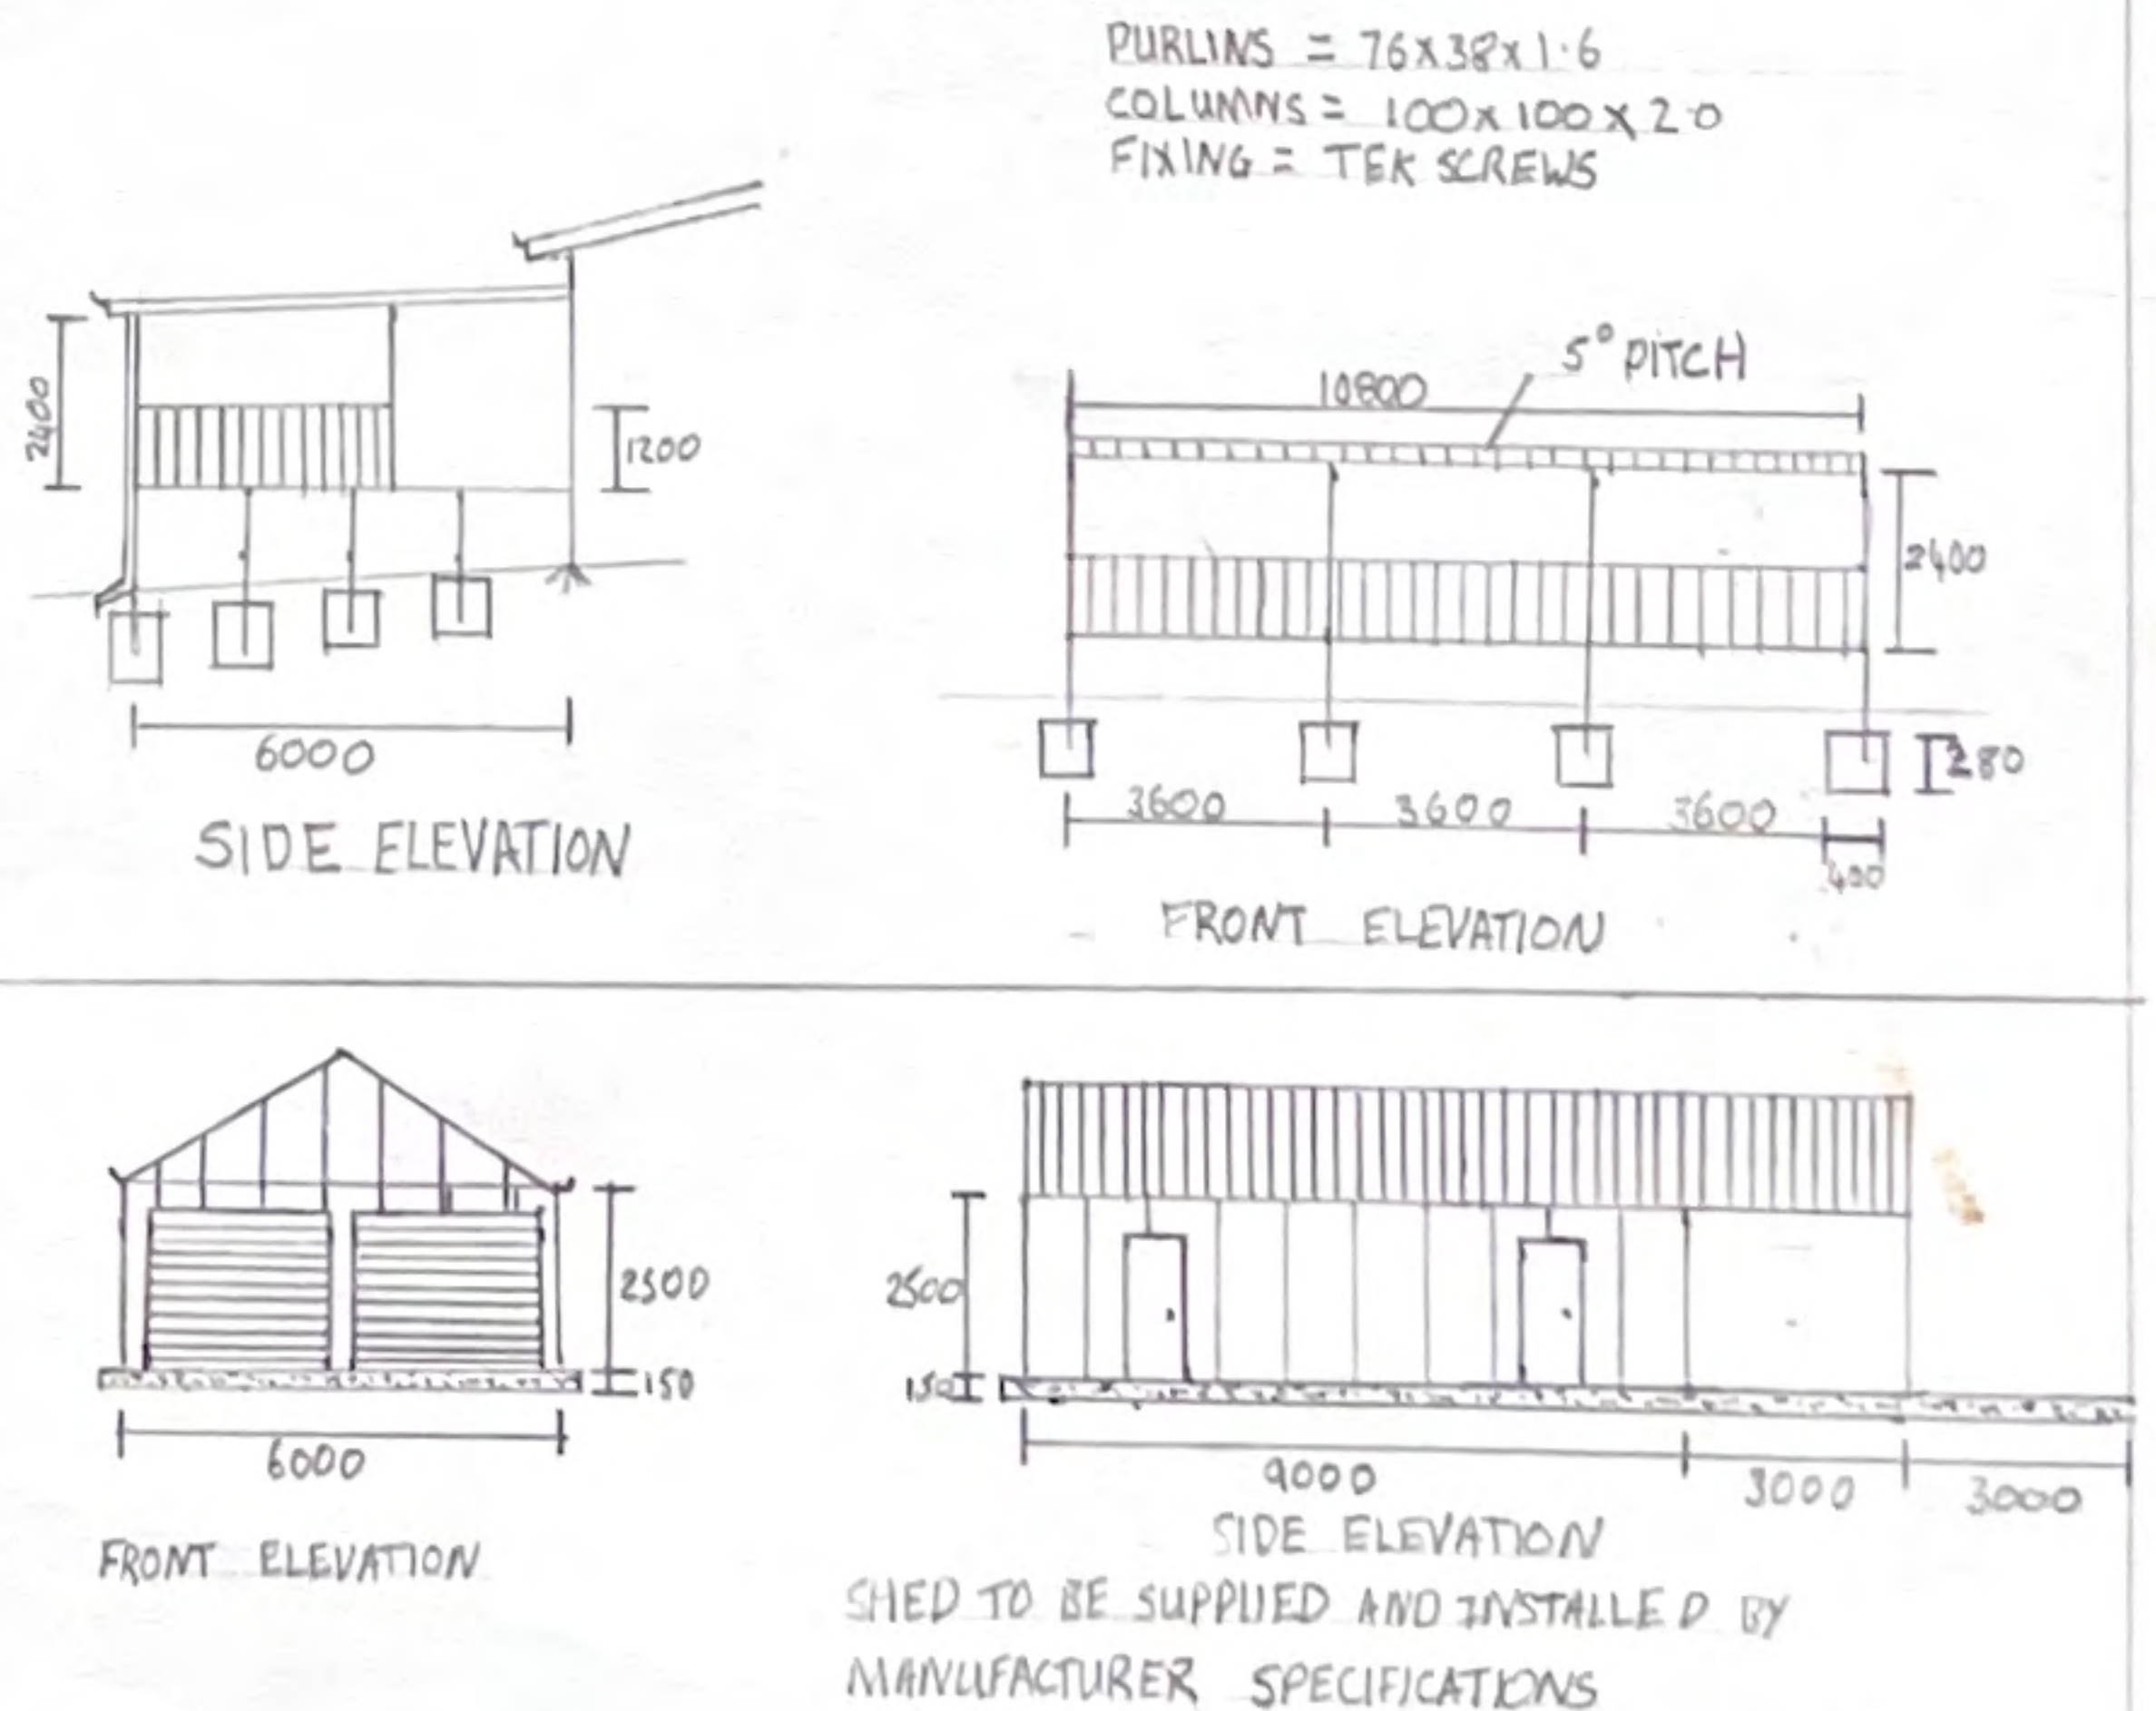 PURLINS = 76x38x1.6
COLUMNS = 100x100x2.0
FIXING = TEK SCREWS
2400
1200
6000
SIDE ELEVATION
5° PITCH
10800
2400
280
3600 3600 3600
400
FRONT ELEVATION
2500
150
6000
FRONT ELEVATION
2500
150
9000 3000 3000
SIDE ELEVATION
SHED TO BE SUPPLIED AND INSTALLED BY
MANUFACTURER SPECIFICATIONS